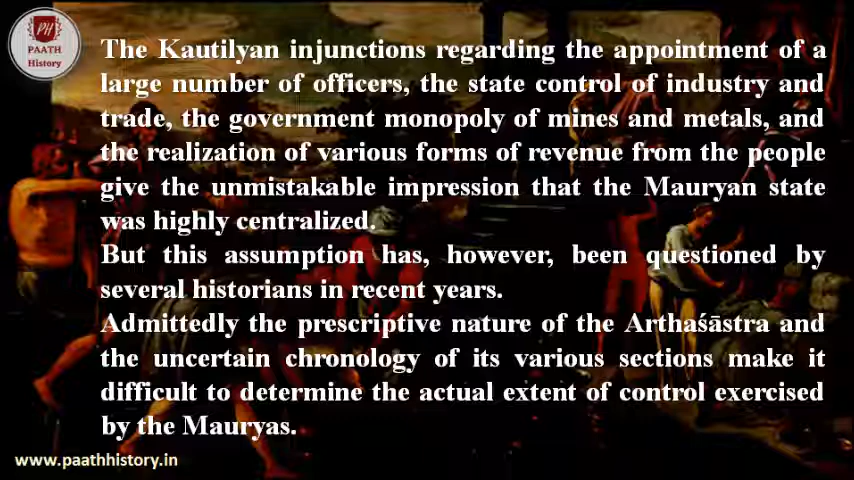 PH
PAATH
History
The Kautilyan injunctions regarding the appointment of a
large number of officers, the state control of industry and
trade, the government monopoly of mines and metals, and
the realization of various forms of revenue from the people
give the unmistakable impression that the Mauryan state
was highly centralized.
But this assumption has, however, been questioned by
several historians in recent years.
Admittedly the prescriptive nature of the Arthaśāstra and
the uncertain chronology of its various sections make it
difficult to determine the actual extent of control exercised
by the Mauryas.
www.paathhistory.in